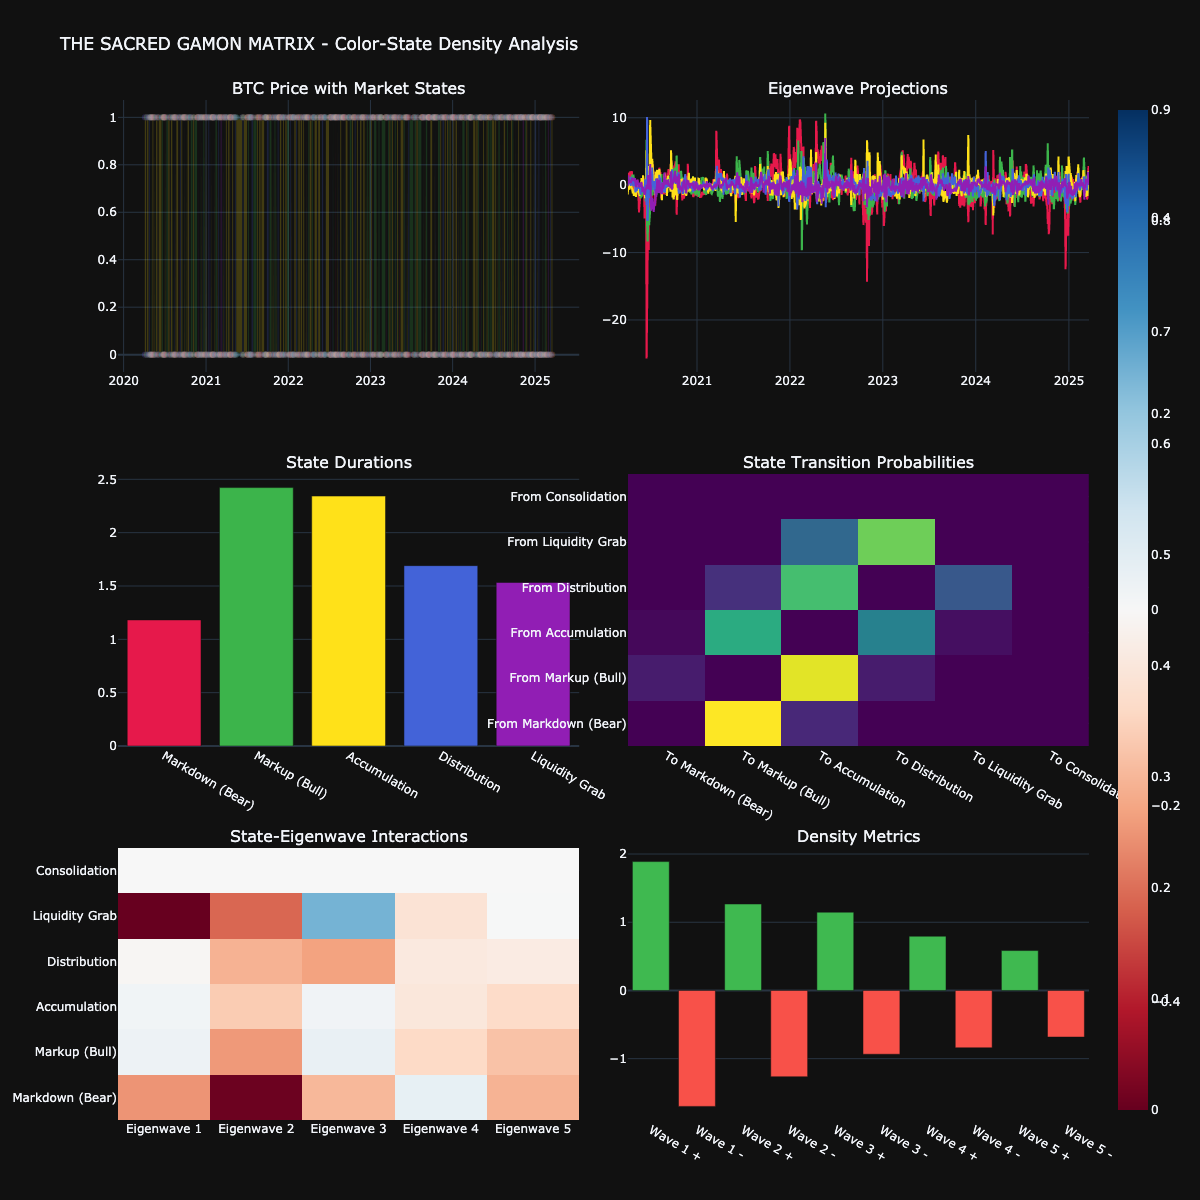 THE SACRED GAMON MATRIX - Color-State Density Analysis
BTC Price with Market States
1
0.8
0.6
0.4
0.2
0
2020
2021
2022
2023
2024
2025
Eigenwave Projections
10
0
−10
−20
2021
2022
2023
2024
2025
State Durations
2.5
2
1.5
1
0.5
0
Markdown (Bear)
Markup (Bull)
Accumulation
Distribution
Liquidity Grab
State Transition Probabilities
From Consolidation
From Liquidity Grab
From Distribution
From Accumulation
From Markup (Bull)
From Markdown (Bear)
To Markdown (Bear)
To Markup (Bull)
To Accumulation
To Distribution
To Liquidity Grab
To Consolidat
State-Eigenwave Interactions
Consolidation
Liquidity Grab
Distribution
Accumulation
Markup (Bull)
Markdown (Bear)
Eigenwave 1
Eigenwave 2
Eigenwave 3
Eigenwave 4
Eigenwave 5
Density Metrics
2
1
0
−1
Wave 1 +
Wave 1 -
Wave 2 +
Wave 2 -
Wave 3 +
Wave 3 -
Wave 4 +
Wave 4 -
Wave 5 +
Wave 5 -
0.9
0.4
0.8
0.7
0.2
0.6
0.5
0
0.4
0.3
−0.2
0.2
0.1
−0.4
0